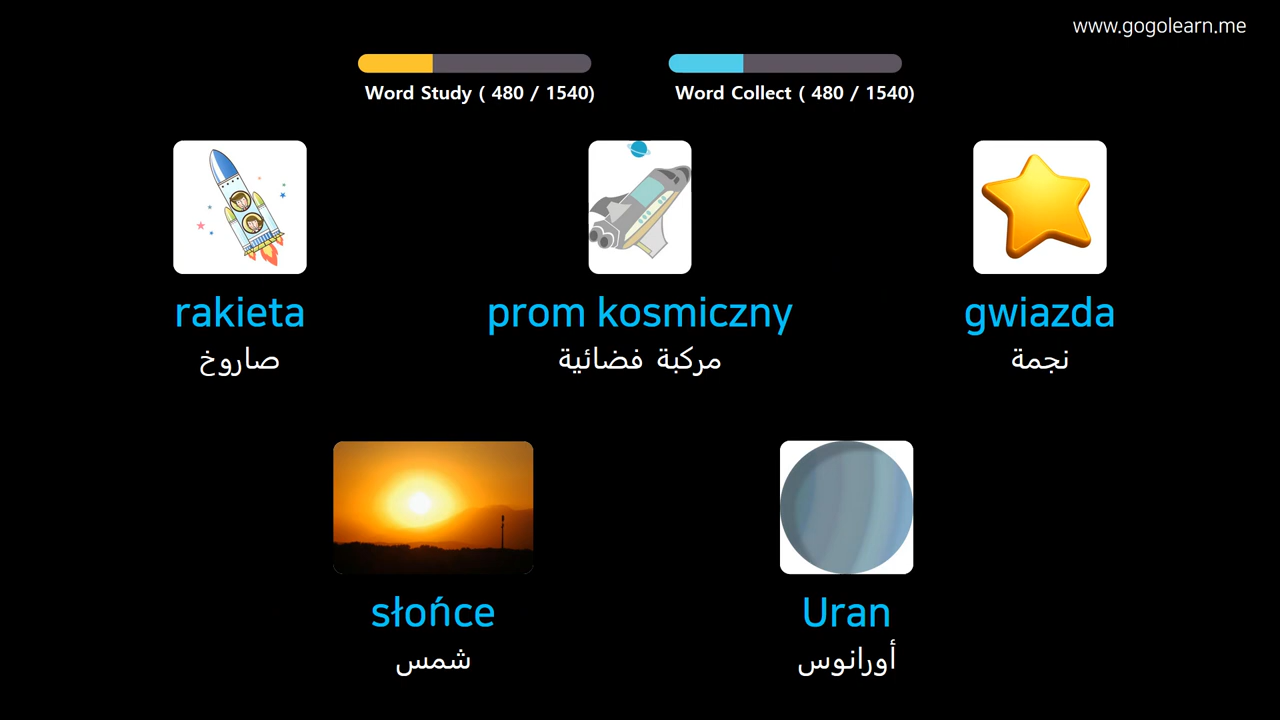 www.gogolearn.me
Word Study ( 480 / 1540)
Word Collect ( 480 / 1540)
rakieta
صاروخ
prom kosmiczny
مركبة فضائية
gwiazda
نجمة
słońce
شمس
Uran
أورانوس